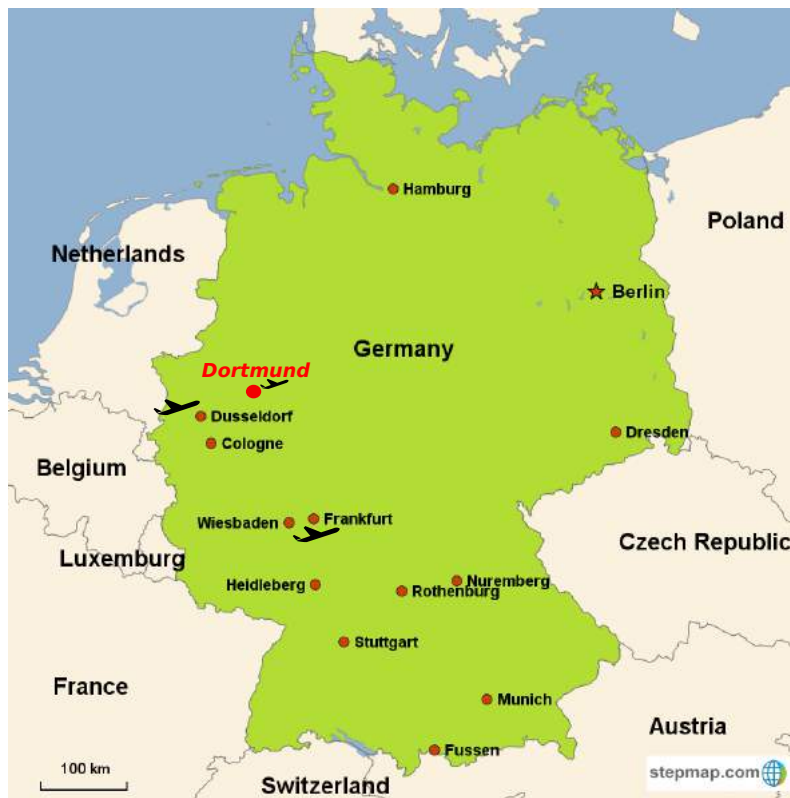 Hamburg
Poland
Netherlands
Berlin
Germany
Dortmund
Dusseldorf
Dresden
Cologne
Belgium
Wiesbaden
Frankfurt
Czech Republic
Luxemburg
Heidleberg
Nuremberg
Rothenburg
Stuttgart
France
Munich
Austria
Fussen
100 km
stepmap.com
Switzerland
s